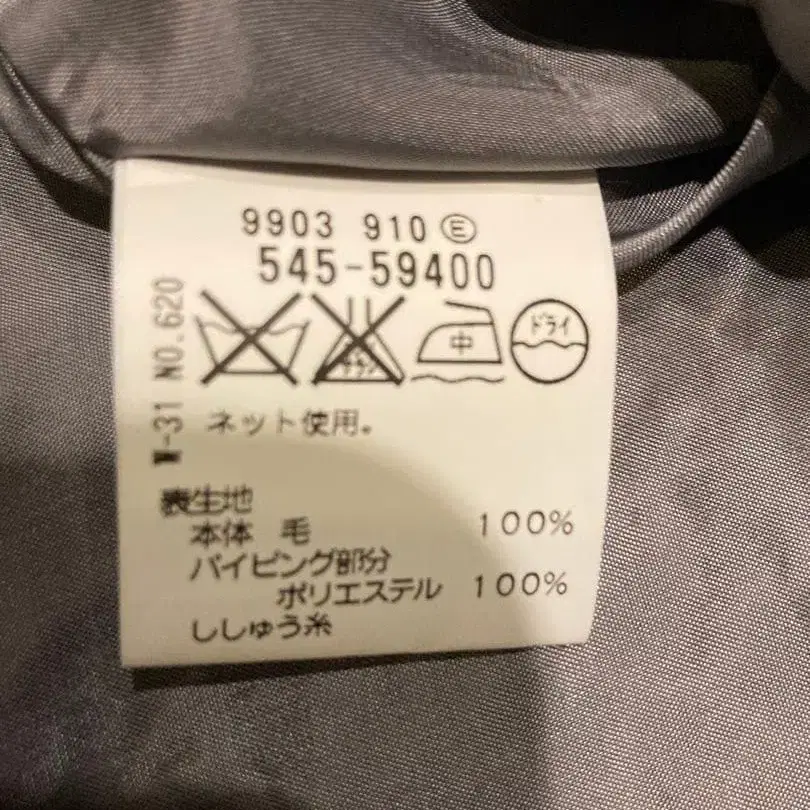 9903 910 Ⓔ
545-59400
中
ドライ
W-31 NO.620
ネット使用。
表生地
本体 毛 100%
パイピング部分
ポリエステル 100%
ししゅう糸